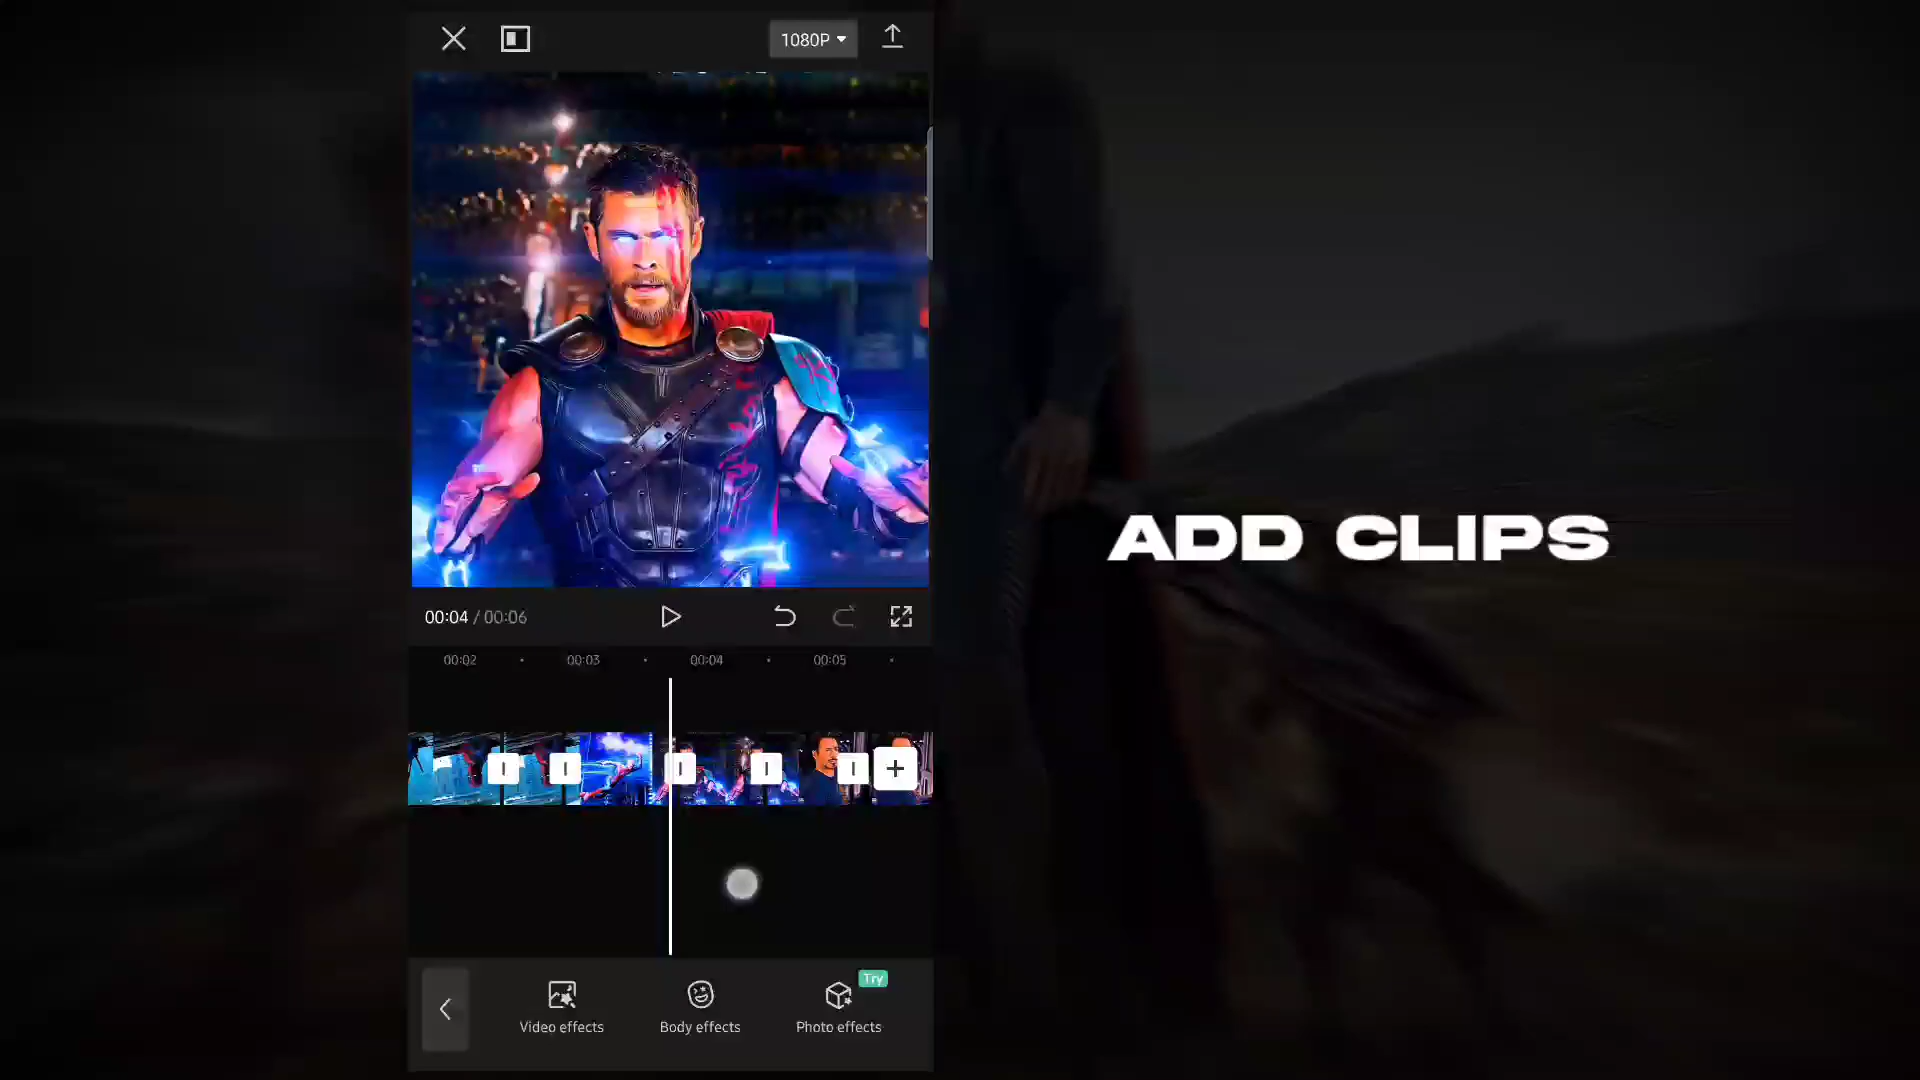 1080P
ADD CLIPS
00:04 / 00:06
00:02 00:03 00:04 00:05
Try
Video effects Body effects Photo effects